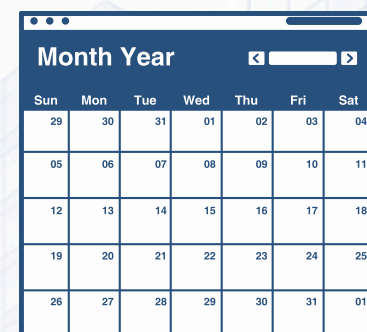 Month Year
Sun Mon Tue Wed Thu Fri Sat
29 30 31 01 02 03 04
05 06 07 08 09 10 11
12 13 14 15 16 17 18
19 20 21 22 23 24 25
26 27 28 29 30 31 01